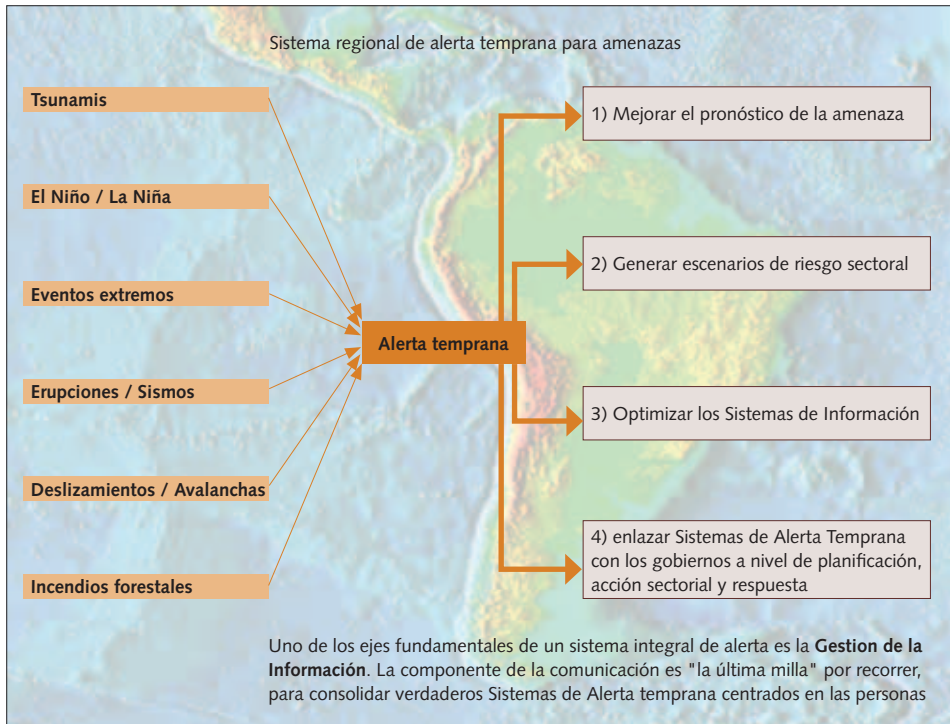 Sistema regional de alerta temprana para amenazas
Tsunamis
El Niño / La Niña
Eventos extremos
Erupciones / Sismos
Deslizamientos / Avalanchas
Incendios forestales
Alerta temprana
1) Mejorar el pronóstico de la amenaza
2) Generar escenarios de riesgo sectoral
3) Optimizar los Sistemas de Información
4) enlazar Sistemas de Alerta Temprana
con los gobiernos a nivel de planificación,
acción sectorial y respuesta
Uno de los ejes fundamentales de un sistema integral de alerta es la Gestion de la
Información. La componente de la comunicación es "la última milla" por recorrer,
para consolidar verdaderos Sistemas de Alerta temprana centrados en las personas